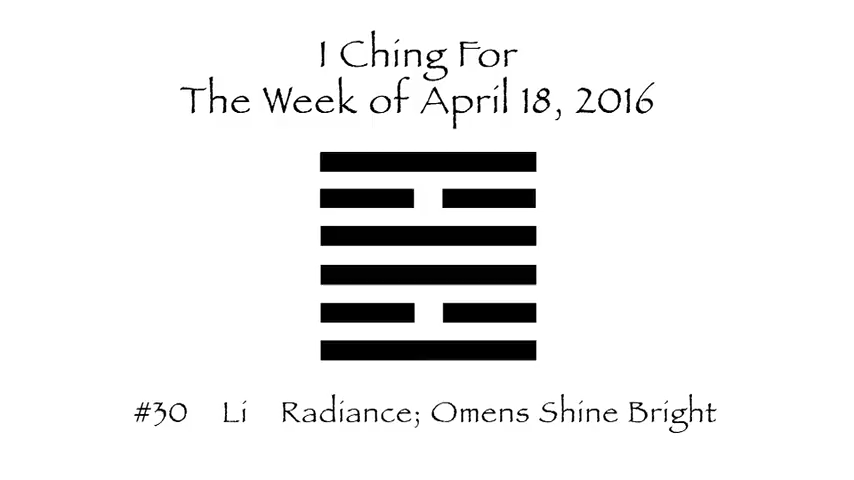 I Ching For
The Week of April 18, 2016
#30 Li Radiance; Omens Shine Bright